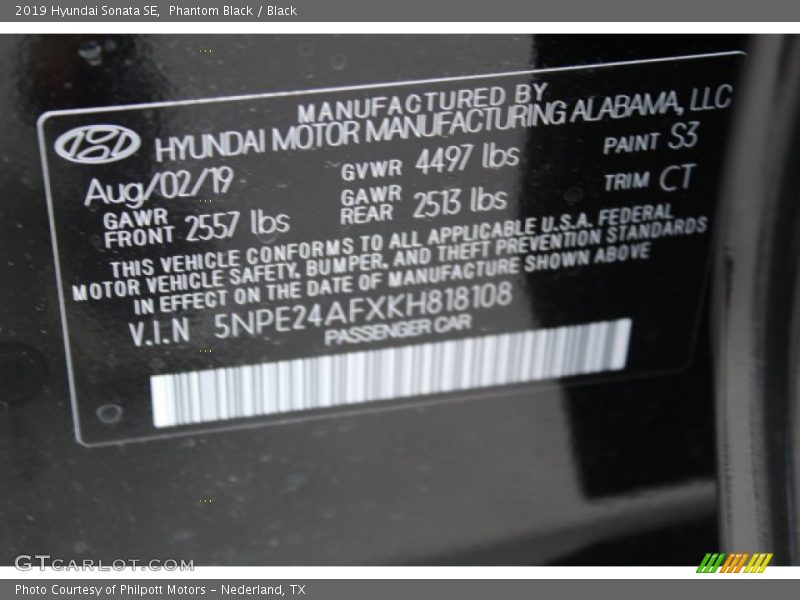 2019 Hyundai Sonata SE, Phantom Black / Black
MANUFACTURED BY
HYUNDAI MOTOR MANUFACTURING ALABAMA, LLC
Aug/02/19 GVWR 4497 lbs PAINT S3
GAWR FRONT 2557 lbs GAWR REAR 2513 lbs TRIM CT
THIS VEHICLE CONFORMS TO ALL APPLICABLE U.S.A. FEDERAL
MOTOR VEHICLE SAFETY, BUMPER, AND THEFT PREVENTION STANDARDS
IN EFFECT ON THE DATE OF MANUFACTURE SHOWN ABOVE
V.I.N 5NPE24AFXKH818108
PASSENGER CAR
GTCARLOT.COM
Photo Courtesy of Philpott Motors - Nederland, TX